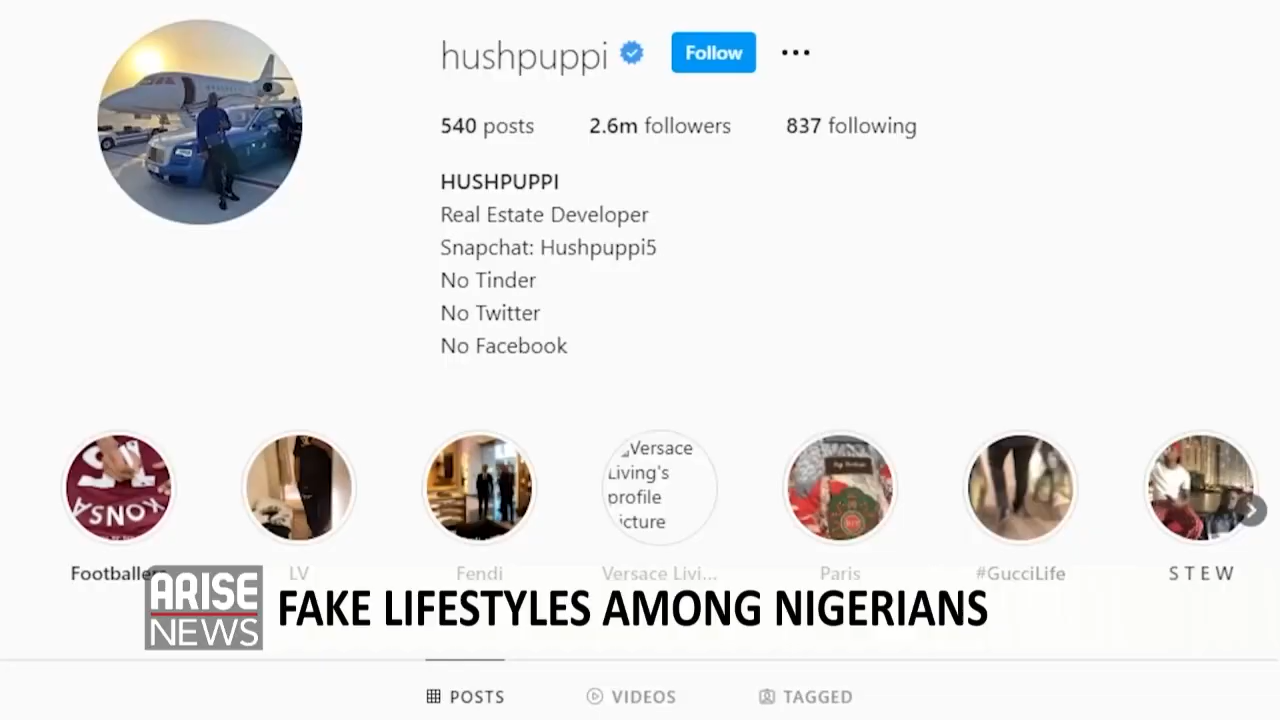 hushpuppi
Follow
540 posts 2.6m followers 837 following
HUSHPUPPI
Real Estate Developer
Snapchat: Hushpuppi5
No Tinder
No Twitter
No Facebook
Versace
Living's
profile
icture
KONSA
Footballe LV Fendi Versace Livi... Paris #GucciLife S T E W
ARISE
NEWS
FAKE LIFESTYLES AMONG NIGERIANS
POSTS VIDEOS TAGGED